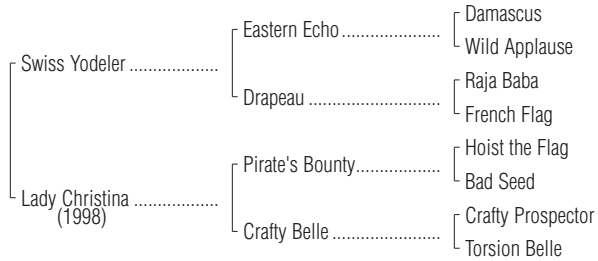 Damascus
Eastern Echo ....................
Wild Applause
Swiss Yodeler ..................
Raja Baba
Drapeau ..........................
French Flag
Hoist the Flag
Pirate's Bounty.................
Bad Seed
Lady Christina .................
(1998)
Crafty Prospector
Crafty Belle .....................
Torsion Belle